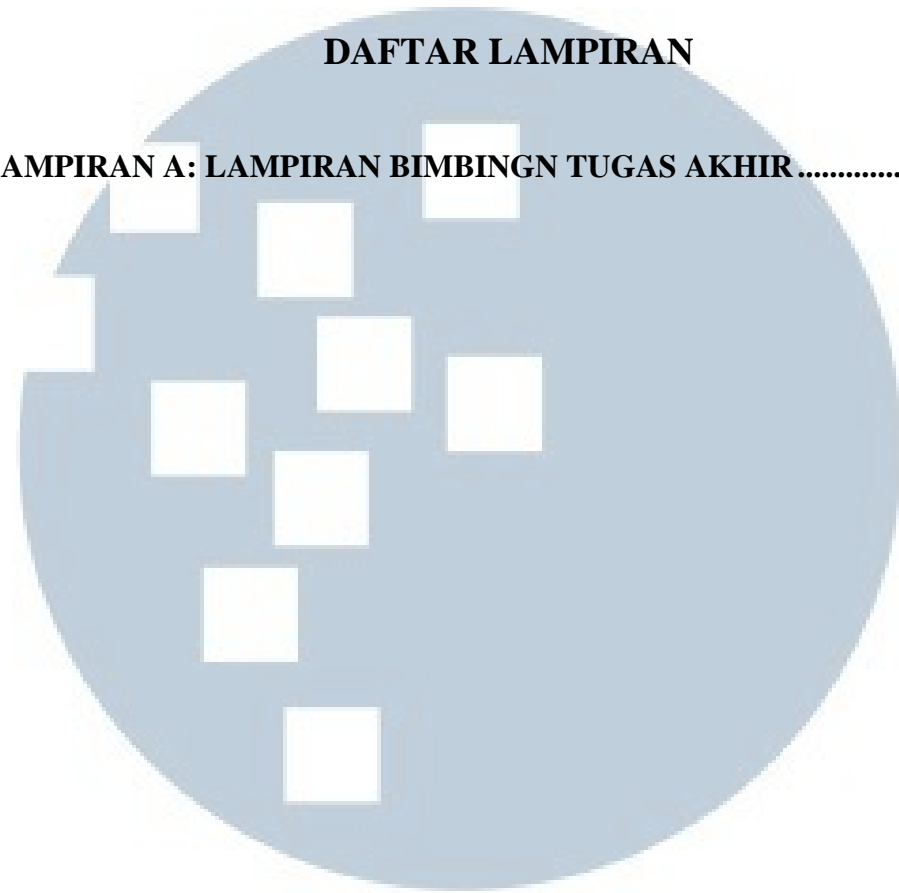 DAFTAR LAMPIRAN
AMPIRAN A: LAMPIRAN BIMBINGN TUGAS AKHIR.............